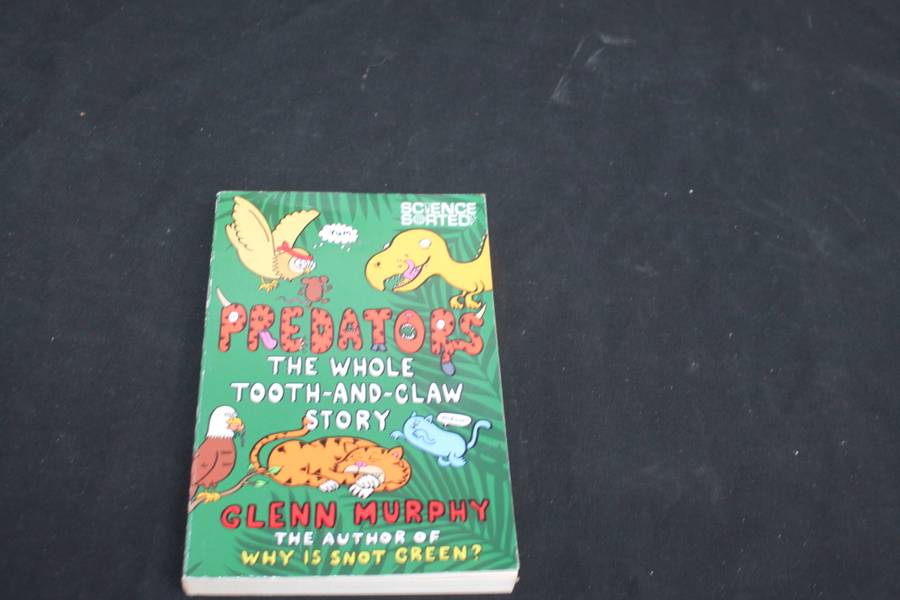 SCIENCE
SORTED
PREDATORS
THE WHOLE
TOOTH-AND-CLAW
STORY
GLENN MURPHY
THE AUTHOR OF
WHY IS SNOT GREEN?